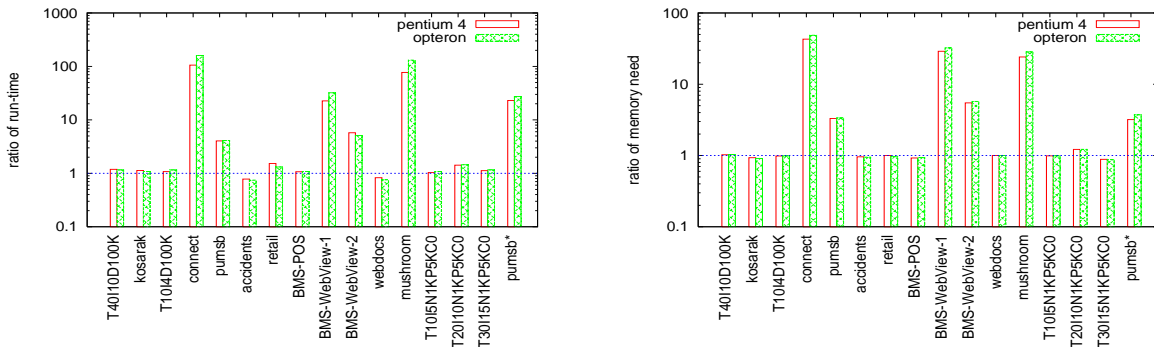 ratio of run-time
1000
100
10
1
0.1
pentium 4
opteron
T40I10D100K
kosarak
T10I4D100K
connect
pumsb
accidents
retail
BMS-POS
BMS-WebView-1
BMS-WebView-2
webdocs
mushroom
T10I5N1KP5KC0
T20I10N1KP5KC0
T30I15N1KP5KC0
pumsb*
ratio of memory need
100
10
1
0.1
pentium 4
opteron
T40I10D100K
kosarak
T10I4D100K
connect
pumsb
accidents
retail
BMS-POS
BMS-WebView-1
BMS-WebView-2
webdocs
mushroom
T10I5N1KP5KC0
T20I10N1KP5KC0
T30I15N1KP5KC0
pumsb*